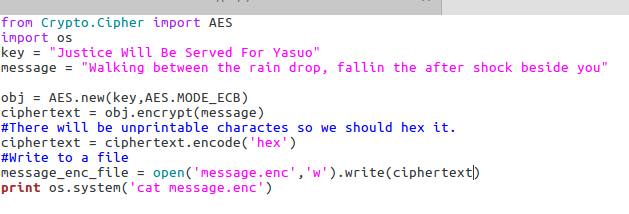 from Crypto.Cipher import AES
import os
key = "Justice Will Be Served For Yasuo"
message = "Walking between the rain drop, fallin the after shock beside you"
obj = AES.new(key,AES.MODE_ECB)
ciphertext = obj.encrypt(message)
#There will be unprintable charactes so we should hex it.
ciphertext = ciphertext.encode('hex')
#Write to a file
message_enc_file = open('message.enc','w').write(ciphertext)
print os.system('cat message.enc')